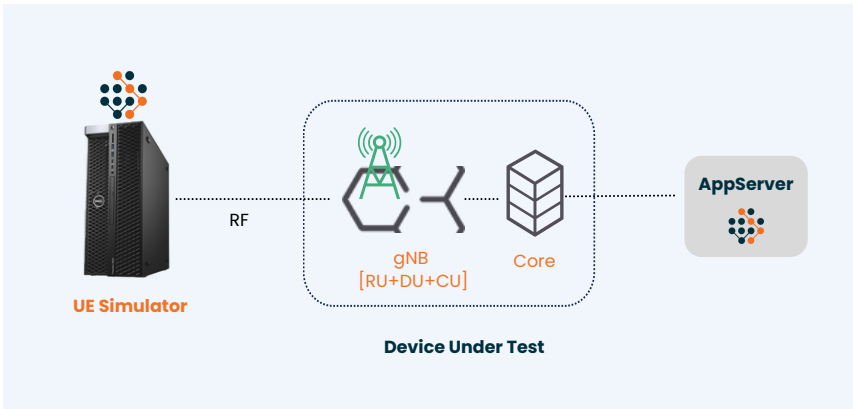 AppServer
RF
gNB
[RU+DU+CU]
Core
UE Simulator
Device Under Test